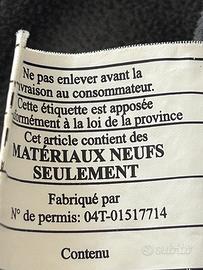 Ne pas enlever avant la
livraison au consommateur.
Cette étiquette est apposée
conformément à la loi de la province
Cet article contient des
MATÉRIAUX NEUFS
SEULEMENT
Fabriqué par
N° de permis: 04T-01517714
Contenu
subito